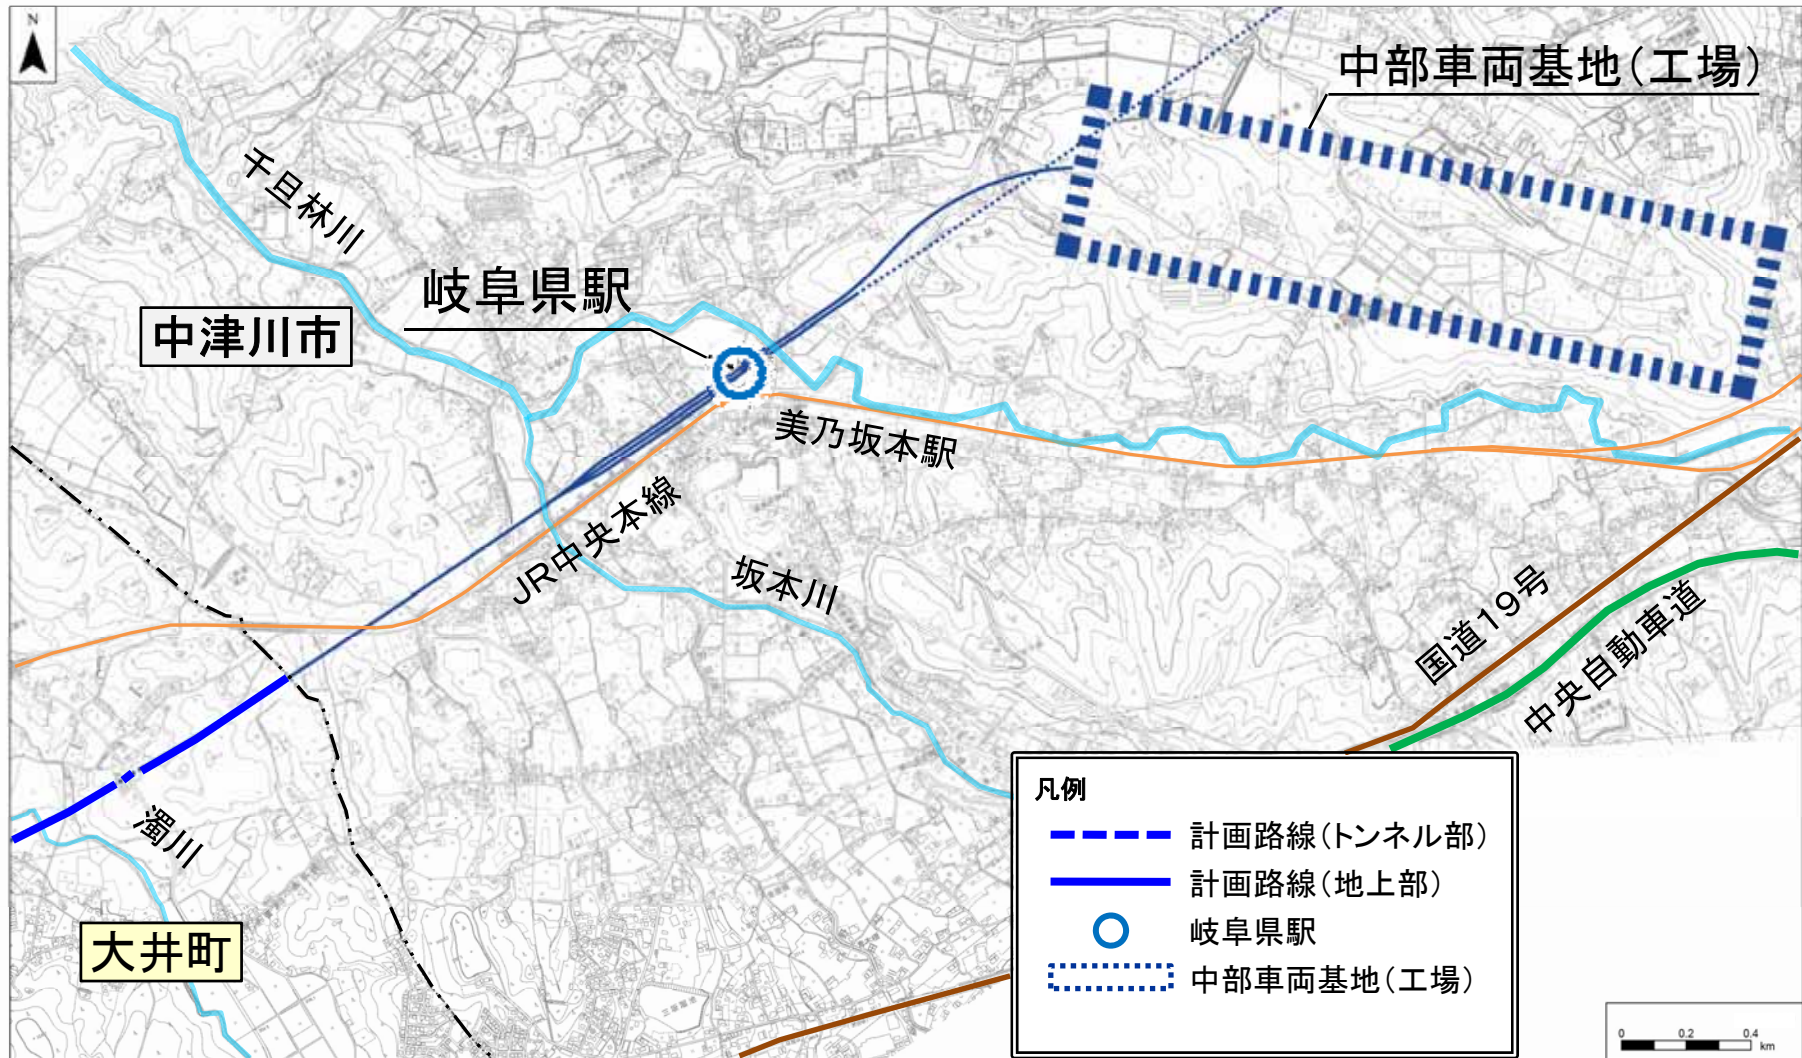 N
中部車両基地（工場）
千旦林川
岐阜県駅
中津川市
美乃坂本駅
JR中央本線
坂本川
国道19号
中央自動車道
濁川
大井町
凡例
計画路線（トンネル部）
計画路線（地上部）
岐阜県駅
中部車両基地（工場）
0 0.2 0.4
km